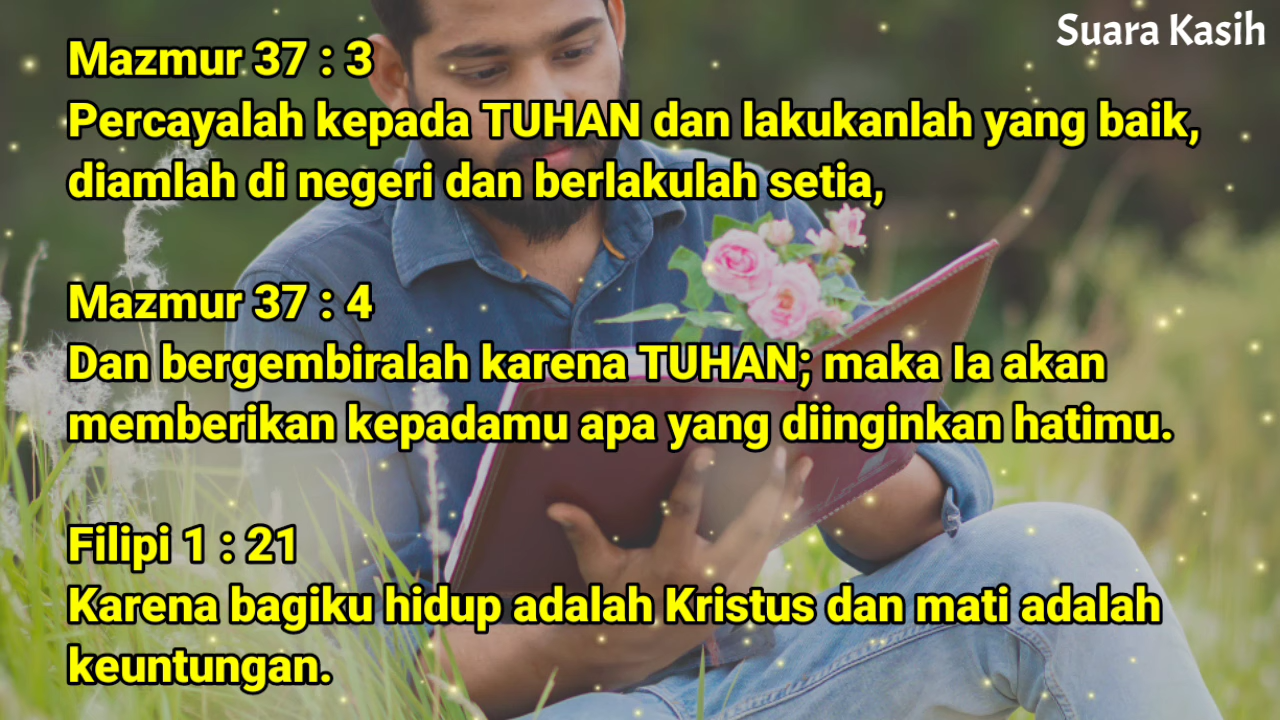 Suara Kasih
Mazmur 37 : 3
Percayalah kepada TUHAN dan lakukanlah yang baik,
diamlah di negeri dan berlakulah setia,
Mazmur 37 : 4
Dan bergembiralah karena TUHAN; maka Ia akan
memberikan kepadamu apa yang diinginkan hatimu.
Filipi 1 : 21
Karena bagiku hidup adalah Kristus dan mati adalah
keuntungan.